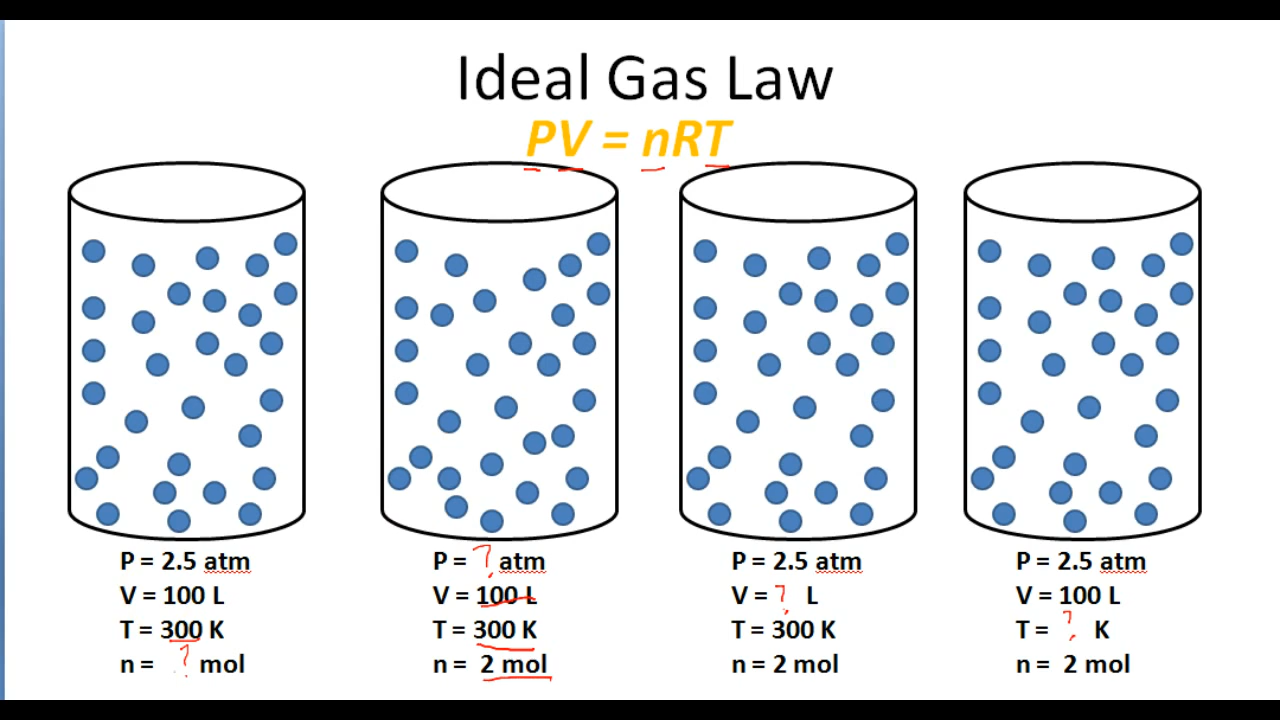 Ideal Gas Law
PV = nRT
P = 2.5 atm
V = 100 L
T = 300 K
n = ? mol
P = ? atm
V = 100 L
T = 300 K
n = 2 mol
P = 2.5 atm
V = ? L
T = 300 K
n = 2 mol
P = 2.5 atm
V = 100 L
T = ? K
n = 2 mol